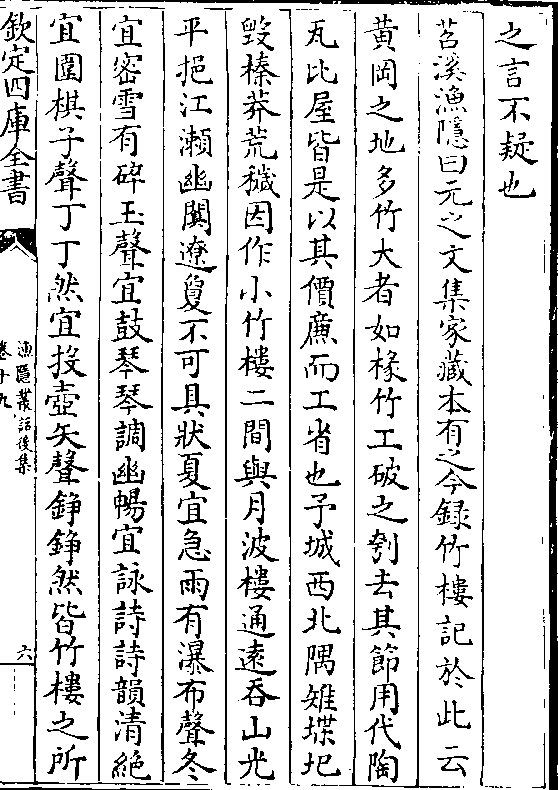 之言不疑也
苕溪漁隱曰元之文集家藏本有之今錄竹樓記於此云
黄岡之地多竹大者如椽竹工破之刳去其節用代陶
瓦比屋皆是以其價廉而工省也予城西北隅雉堞圮
毁榛莽荒穢因作小竹樓二間與月波樓通遠吞山光
平挹江瀨幽闃遼敻不可具狀夏宜急雨有瀑布聲冬
宜密雪有碎玉聲宜鼓琴琴調幽暢宜詠詩詩韻清絶
宜圍棋子聲丁丁然宜投壺矢聲錚錚然皆竹樓之所
欽定四庫全書
漁隱叢話後集
卷十九
六